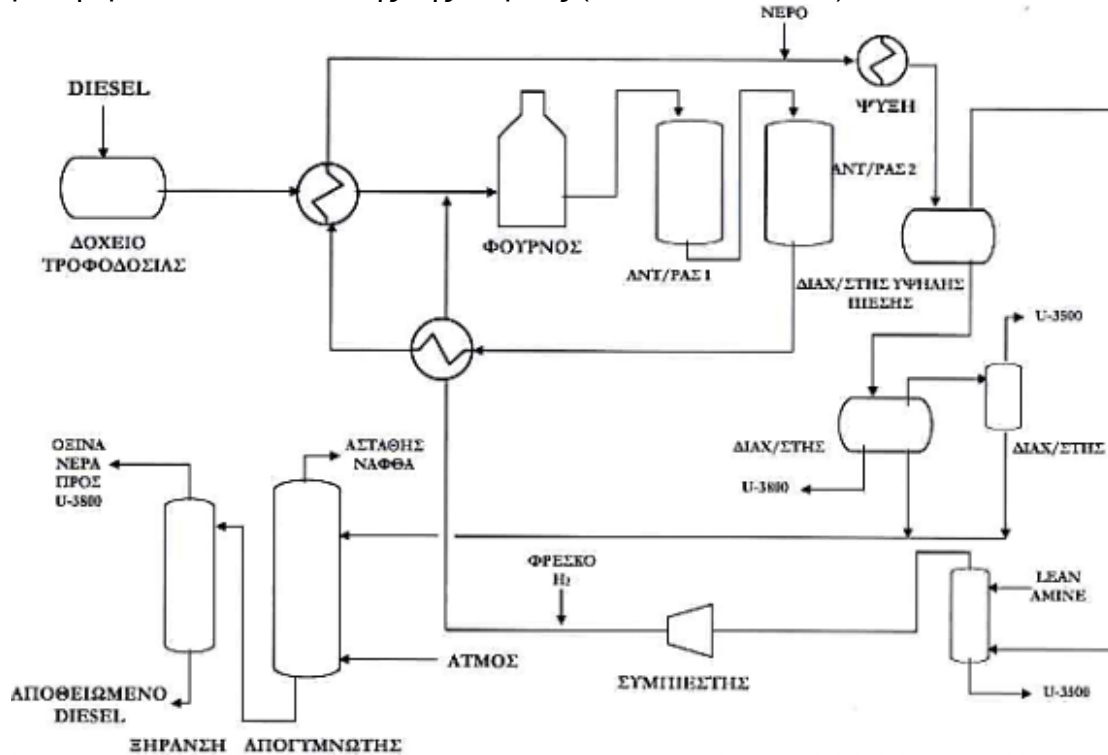 ΝΕΡΟ
DIESEL
ΨΥΞΗ
ΑΝΤ/ΡΑΣ 2
ΔΟΧΕΙΟ
ΤΡΟΦΟΔΟΣΙΑΣ
ΦΟΥΡΝΟΣ
ΑΝΤ/ΡΑΣ 1
ΔΙΑΧ/ΣΤΗΣ ΥΨΗΛΗΣ
ΠΙΕΣΗΣ
U-3500
ΟΞΙΝΑ
ΝΕΡΑ
ΠΡΟΣ
U-3800
ΑΣΤΑΘΗΣ
ΝΑΦΘΑ
ΔΙΑΧ/ΣΤΗΣ
ΔΙΑΧ/ΣΤΗΣ
U-3800
ΦΡΕΣΚΟ
H2
LEAN
AMINE
ΑΤΜΟΣ
ΣΥΜΠΙΕΣΤΗΣ
U-3500
ΑΠΟΘΕΙΩΜΕΝΟ
DIESEL
ΞΗΡΑΝΣΗ
ΑΠΟΓΥΜΝΩΤΗΣ